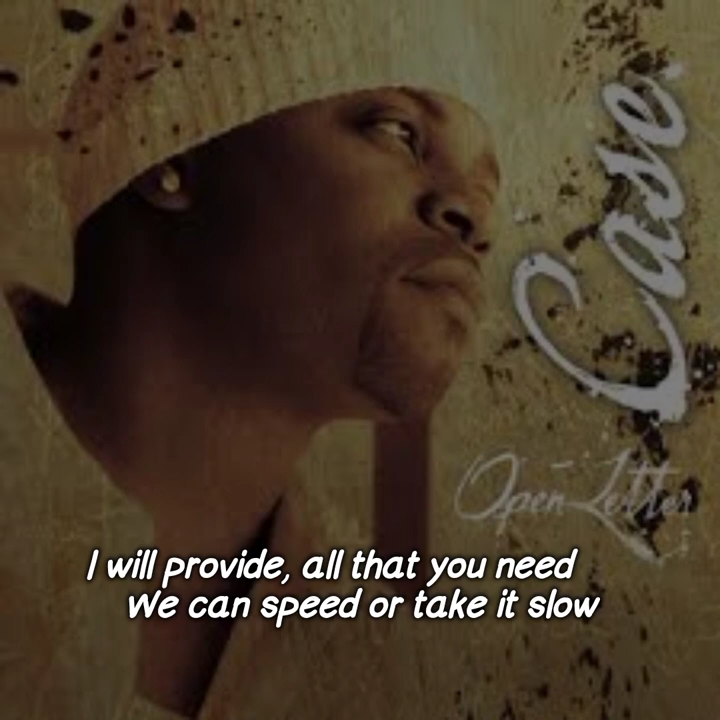 Case
Open Letter
I will provide, all that you need
We can speed or take it slow